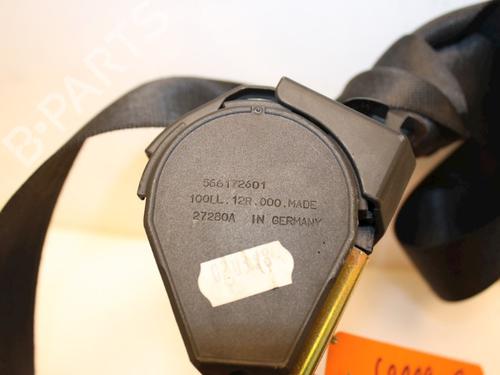 B-PARTS
566172601
100LL.12R.000.MADE
27280A IN GERMANY